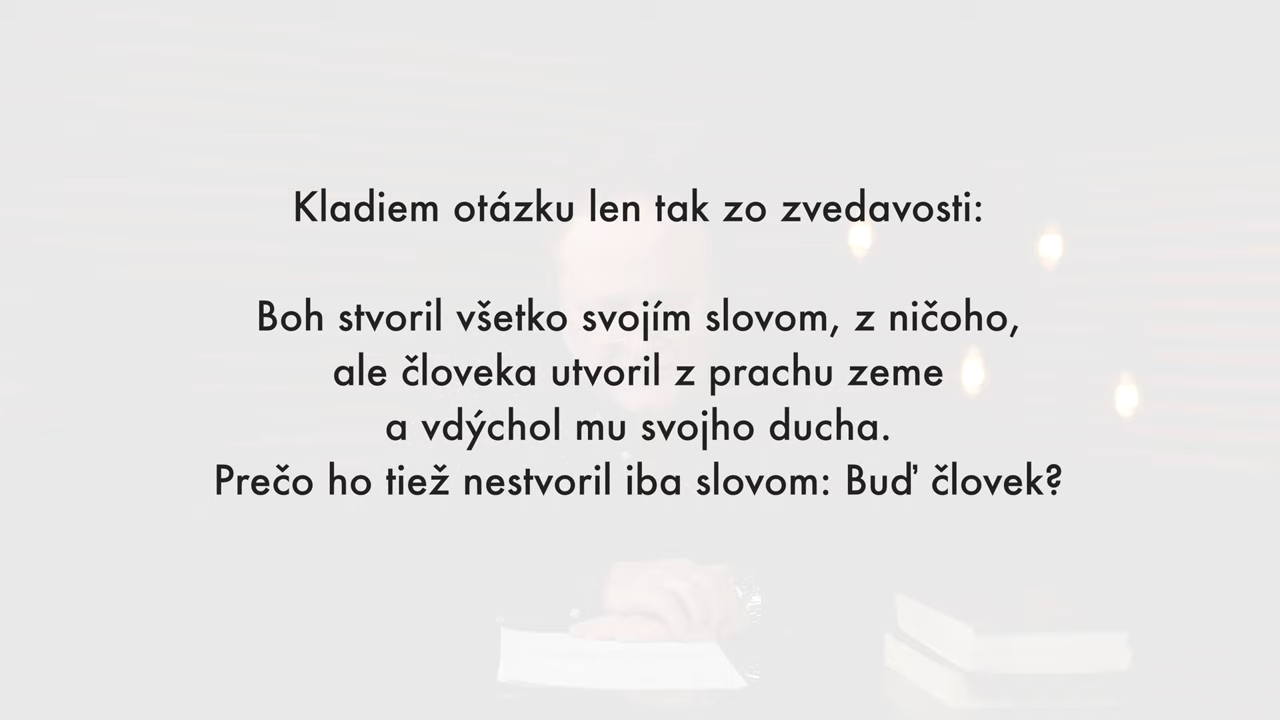 Kladiem otázku len tak zo zvedavosti:
Boh stvoril všetko svojím slovom, z ničoho,
ale človeka utvoril z prachu zeme
a vdýchol mu svojho ducha.
Prečo ho tiež nestvoril iba slovom: Buď človek?